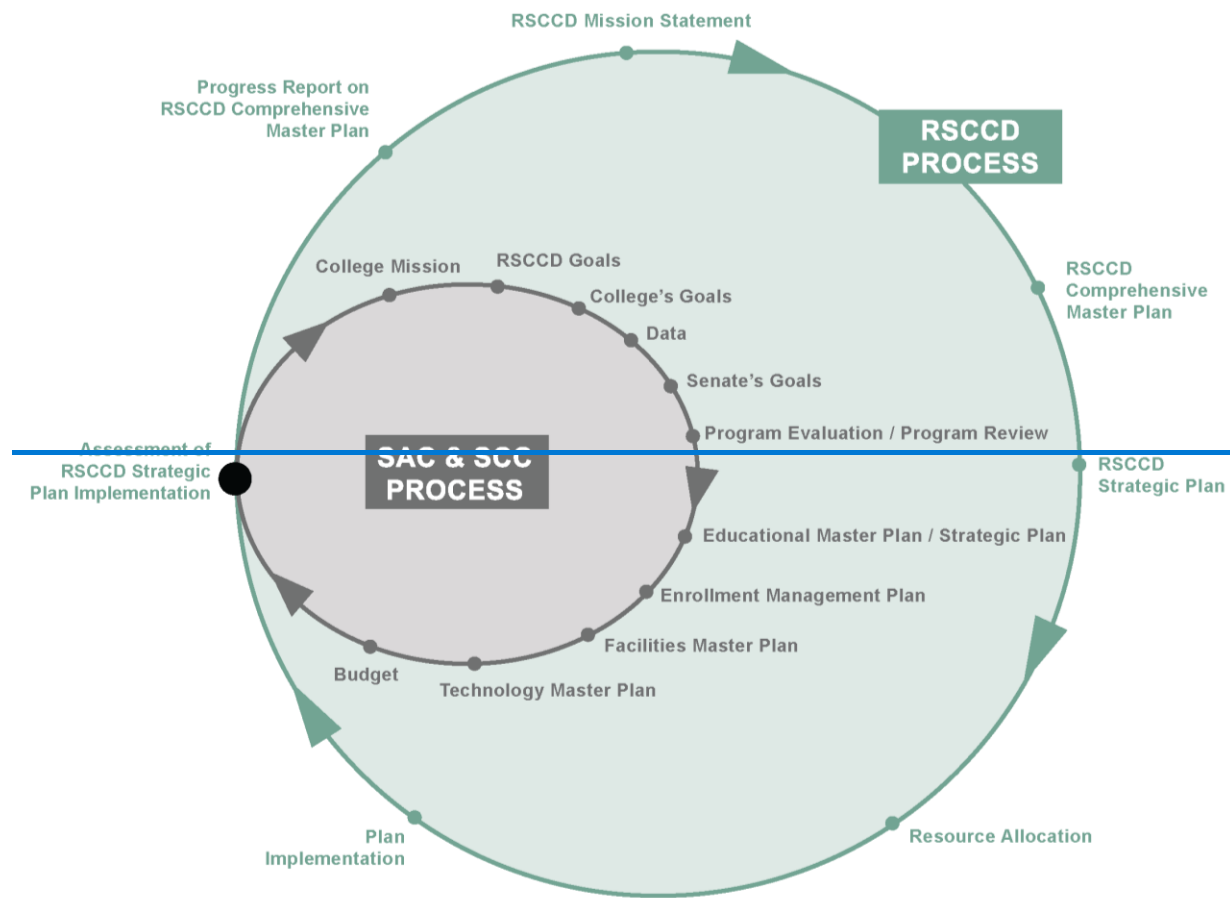 RSCCD Mission Statement
Progress Report on
RSCCD Comprehensive
Master Plan
RSCCD
PROCESS
RSCCD
Comprehensive
Master Plan
College Mission
RSCCD Goals
College's Goals
Data
Senate's Goals
Program Evaluation / Program Review
Assessment of
RSCCD Strategic
Plan Implementation
SAC & SCC
PROCESS
RSCCD
Strategic Plan
Educational Master Plan / Strategic Plan
Enrollment Management Plan
Facilities Master Plan
Technology Master Plan
Budget
Plan
Implementation
Resource Allocation